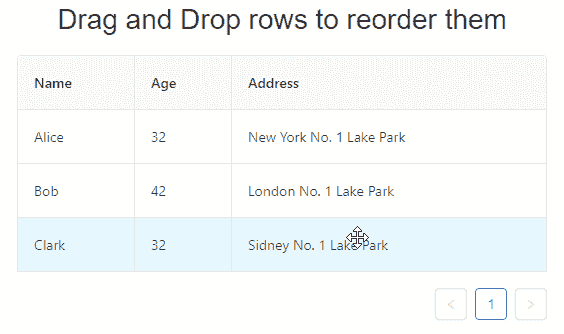 Drag and Drop rows to reorder them
Name Age Address
Alice 32 New York No. 1 Lake Park
Bob 42 London No. 1 Lake Park
Clark 32 Sidney No. 1 Lake Park
< 1 >